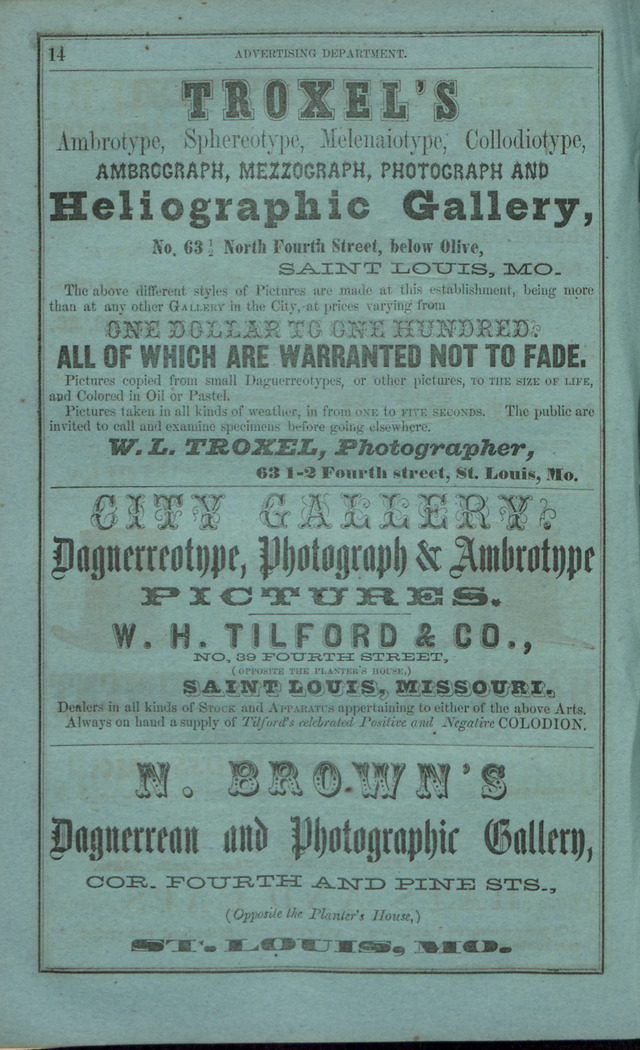 14
ADVERTISING DEPARTMENT.
TROXEL'S
Ambrotype, Sphereotype, Melenaiotype, Collodiotype,
AMBROGRAPH, MEZZOGRAPH, PHOTOGRAPH AND
Heliographic Gallery,
No. 63 1/2 North Fourth Street, below Olive,
SAINT LOUIS, MO.
The above different styles of Pictures are made at this establishment, being more
than at any other GALLERY in the City, at prices varying from
ONE DOLLAR TO ONE HUNDRED:
ALL OF WHICH ARE WARRANTED NOT TO FADE.
Pictures copied from small Daguerreotypes, or other pictures, TO THE SIZE OF LIFE,
and Colored in Oil or Pastel.
Pictures taken in all kinds of weather, in from ONE to FIVE SECONDS. The public are
invited to call and examine specimens before going elsewhere.
W. L. TROXEL, Photographer,
63 1-2 Fourth street, St. Louis, Mo.
CITY GALLERY:
Daguerreotype, Photograph & Ambrotype
PICTURES.
W. H. TILFORD & CO.,
NO, 39 FOURTH STREET,
(OPPOSITE THE PLANTER'S HOUSE,)
SAINT LOUIS, MISSOURI.
Dealers in all kinds of STOCK and APPARATUS appertaining to either of the above Arts.
Always on hand a supply of Tilford's celebrated Positive and Negative COLODION.
N. BROWN'S
Daguerrean and Photographic Gallery,
COR. FOURTH AND PINE STS.,
(Opposite the Planter's House,)
ST. LOUIS, MO.